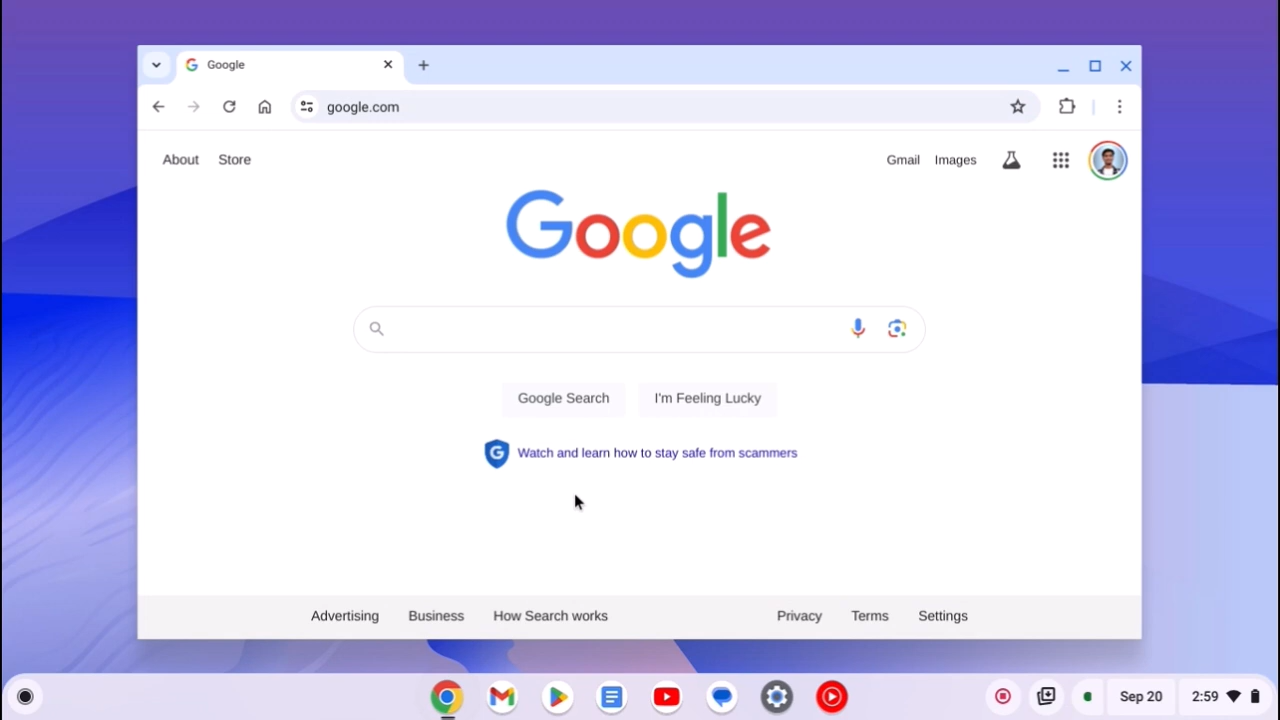 Google
google.com
About Store Gmail Images
Google
Google Search I'm Feeling Lucky
Watch and learn how to stay safe from scammers
Advertising Business How Search works Privacy Terms Settings
Sep 20 2:59